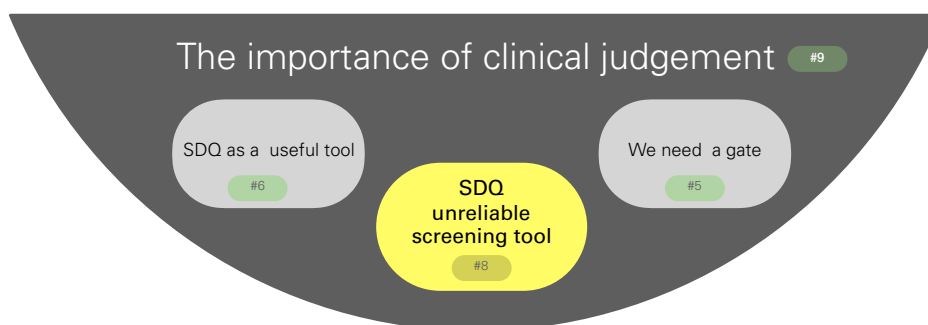 The importance of clinical judgement #9
SDQ as a useful tool
#6
We need a gate
#5
SDQ
unreliable
screening tool
#8